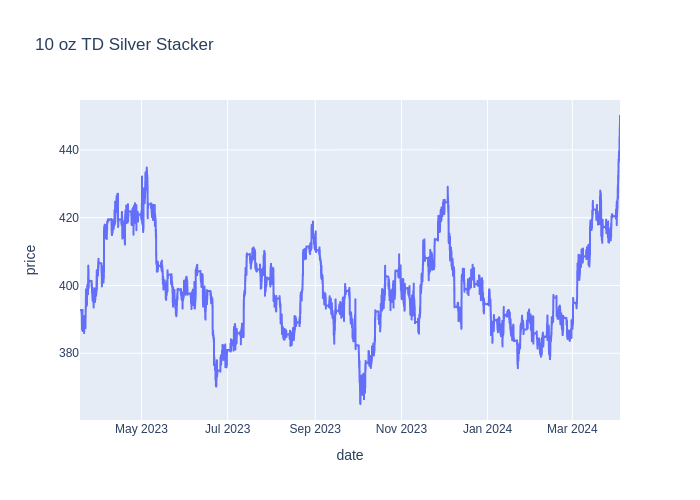 10 oz TD Silver Stacker
price
440
420
400
380
May 2023
Jul 2023
Sep 2023
Nov 2023
Jan 2024
Mar 2024
date